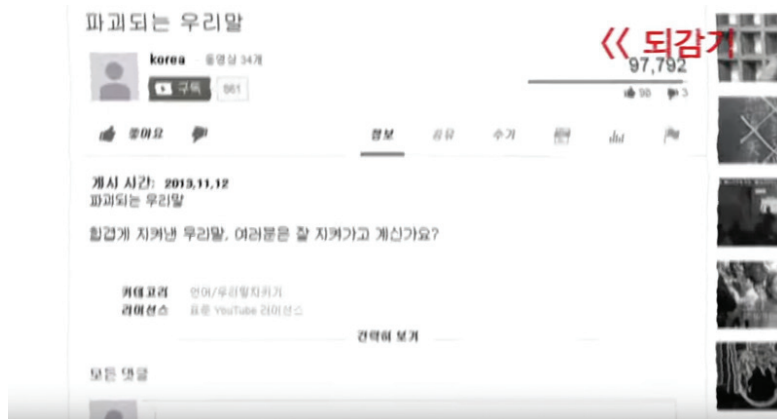 파괴되는 우리말
<< 되감기
korea 동영상 34개
97,792
구독 861
90 3
좋아요
정보 공유 추가
게시 시간: 2013.11.12
파괴되는 우리말
힘겹게 지켜낸 우리말, 여러분은 잘 지켜가고 계신가요?
카테고리 언어/우리말지키기
라이선스 표준 YouTube 라이선스
간략히 보기
모든 댓글